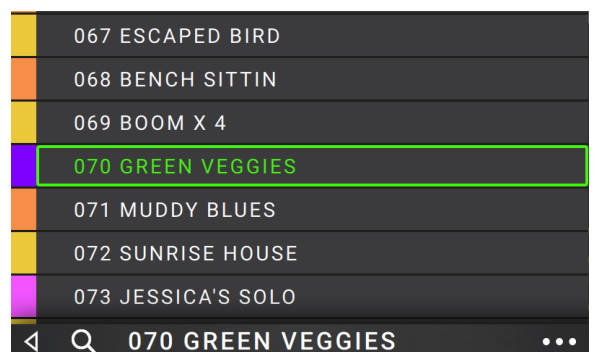 067 ESCAPED BIRD
068 BENCH SITTIN
069 BOOM X 4
070 GREEN VEGGIES
071 MUDDY BLUES
072 SUNRISE HOUSE
073 JESSICA'S SOLO
070 GREEN VEGGIES